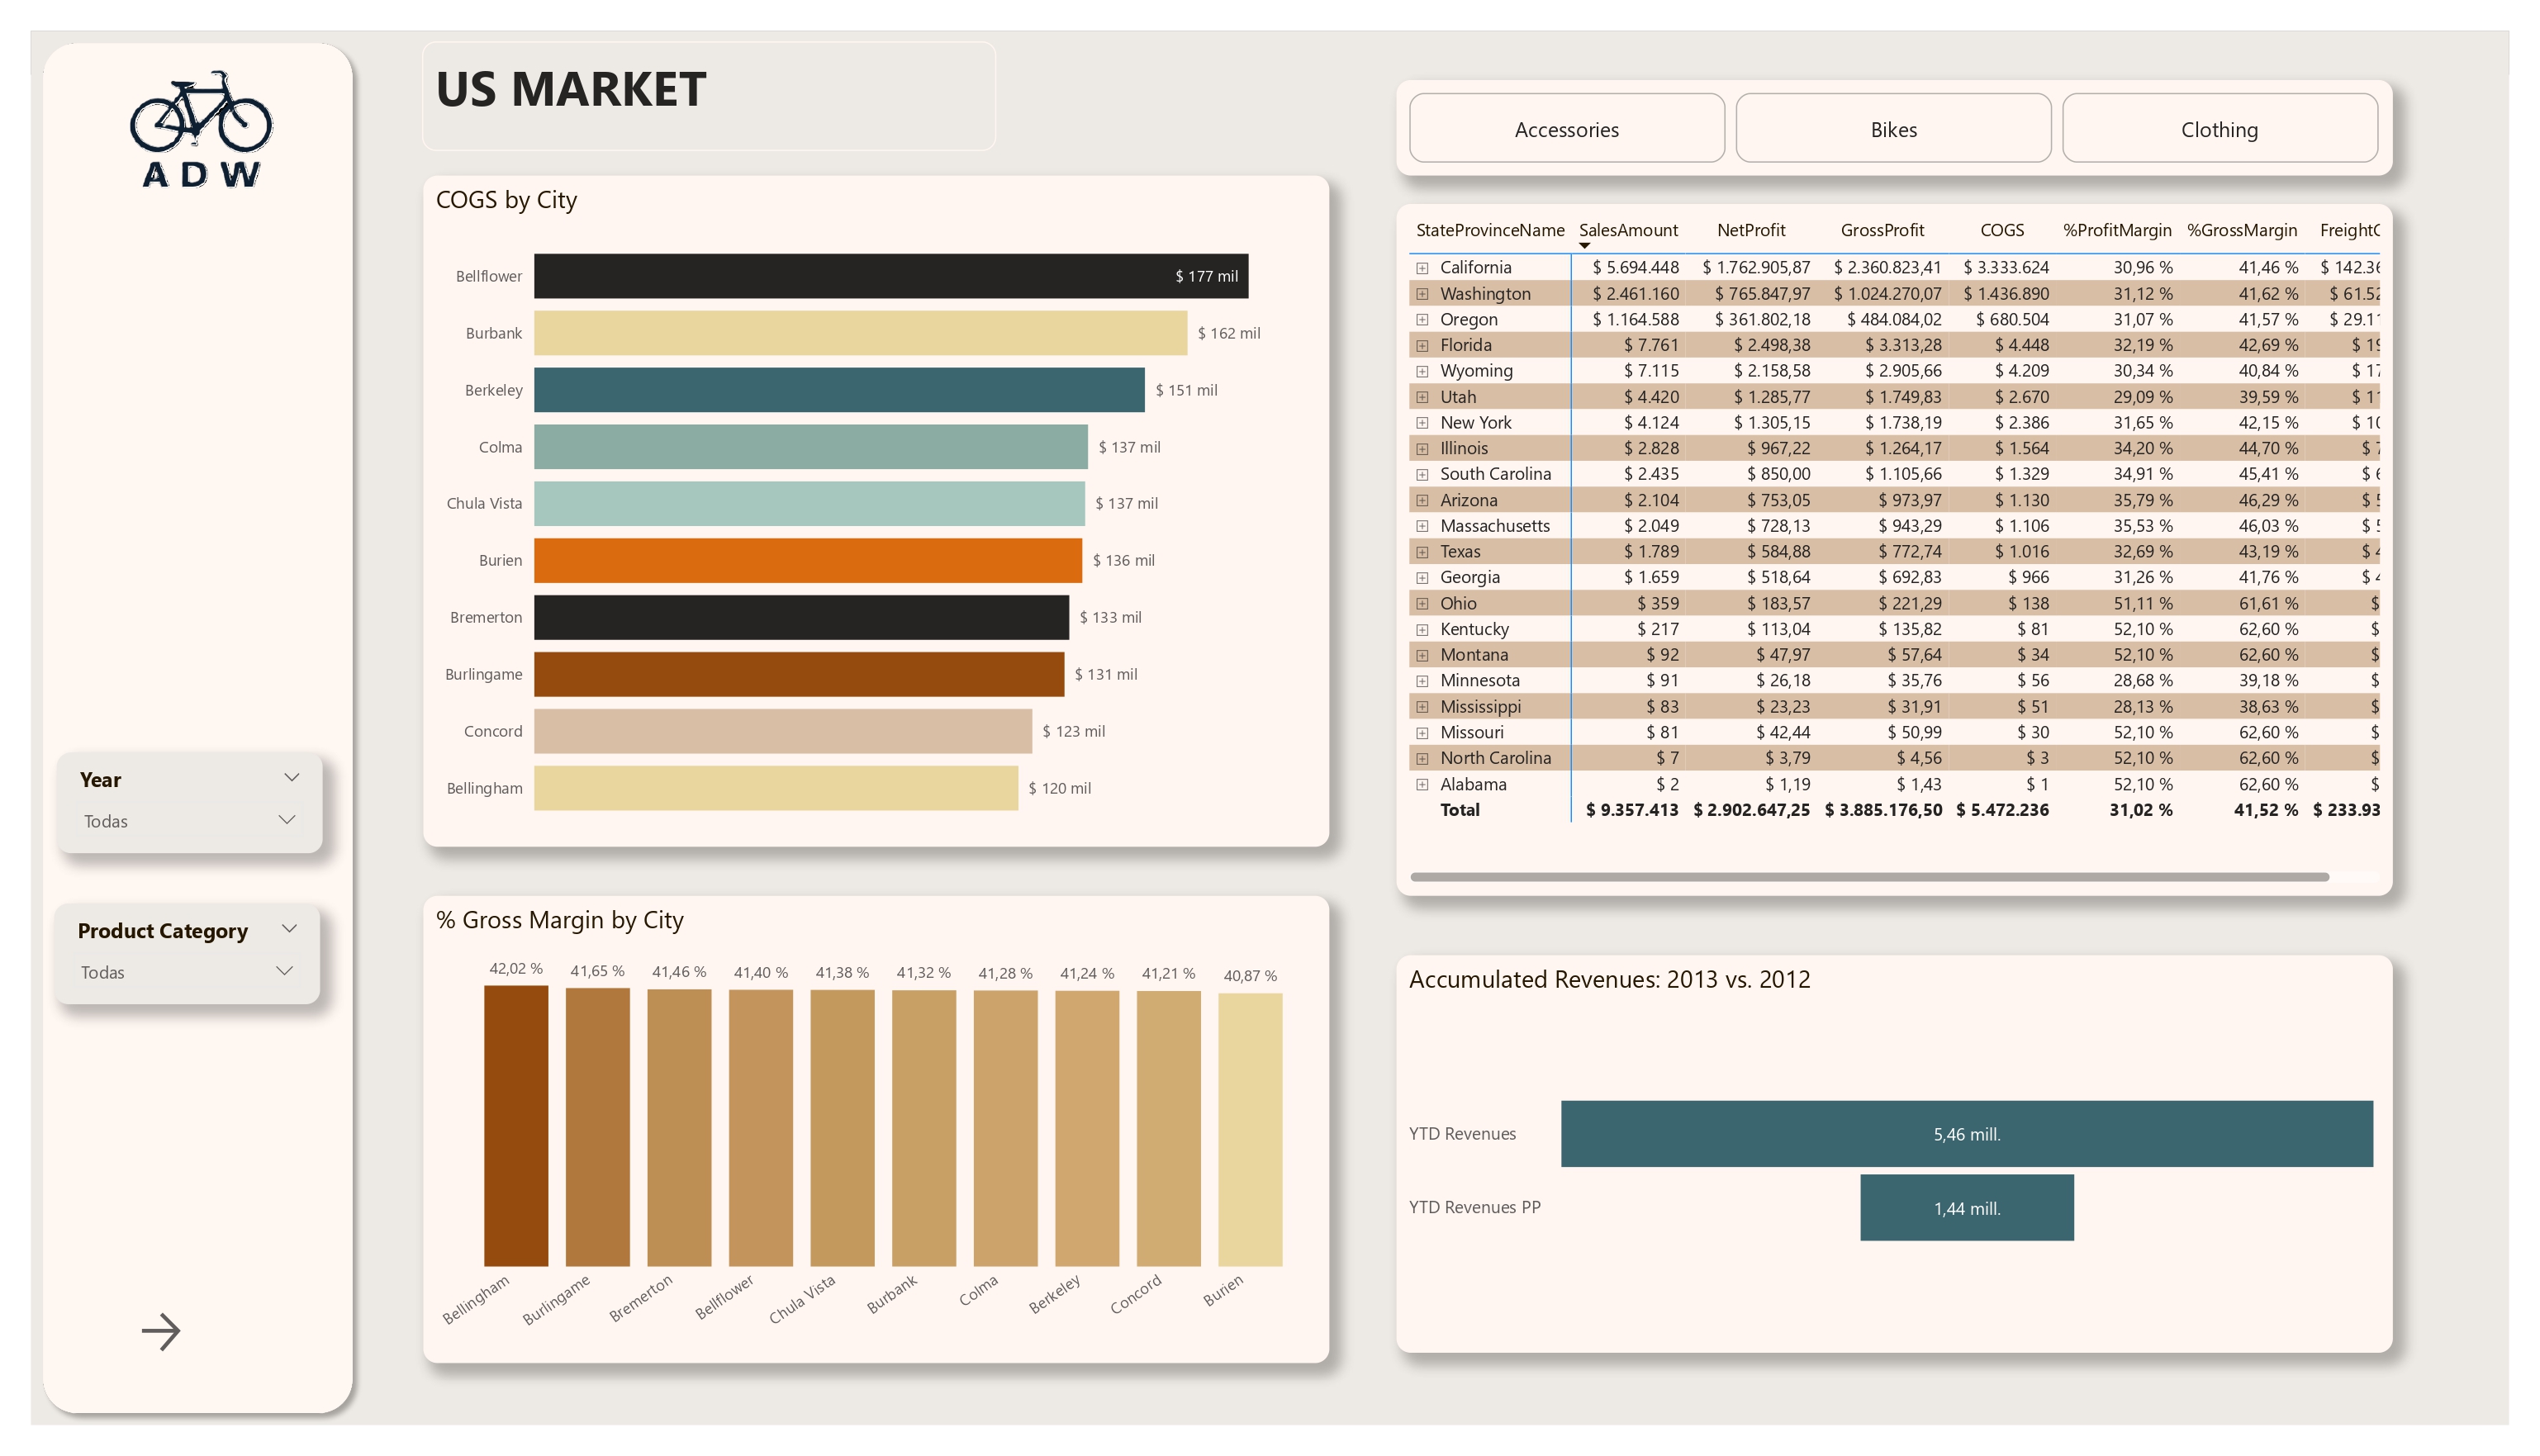 ADW
Year
Todas
Product Category
Todas
US MARKET
COGS by City
Bellflower $ 177 mil
Burbank $ 162 mil
Berkeley $ 151 mil
Colma $ 137 mil
Chula Vista $ 137 mil
Burien $ 136 mil
Bremerton $ 133 mil
Burlingame $ 131 mil
Concord $ 123 mil
Bellingham $ 120 mil
% Gross Margin by City
42,02 % 41,65 % 41,46 % 41,40 % 41,38 % 41,32 % 41,28 % 41,24 % 41,21 % 40,87 %
Bellingham Burlingame Bremerton Bellflower Chula Vista Burbank Colma Berkeley Concord Burien
Accessories Bikes Clothing
StateProvinceName SalesAmount NetProfit GrossProfit COGS %ProfitMargin %GrossMargin FreightC
California $ 5.694.448 $ 1.762.905,87 $ 2.360.823,41 $ 3.333.624 30,96 % 41,46 % $ 142.36
Washington $ 2.461.160 $ 765.847,97 $ 1.024.270,07 $ 1.436.890 31,12 % 41,62 % $ 61.52
Oregon $ 1.164.588 $ 361.802,18 $ 484.084,02 $ 680.504 31,07 % 41,57 % $ 29.11
Florida $ 7.761 $ 2.498,38 $ 3.313,28 $ 4.448 32,19 % 42,69 % $ 19
Wyoming $ 7.115 $ 2.158,58 $ 2.905,66 $ 4.209 30,34 % 40,84 % $ 17
Utah $ 4.420 $ 1.285,77 $ 1.749,83 $ 2.670 29,09 % 39,59 % $ 11
New York $ 4.124 $ 1.305,15 $ 1.738,19 $ 2.386 31,65 % 42,15 % $ 10
Illinois $ 2.828 $ 967,22 $ 1.264,17 $ 1.564 34,20 % 44,70 % $ 7
South Carolina $ 2.435 $ 850,00 $ 1.105,66 $ 1.329 34,91 % 45,41 % $ 6
Arizona $ 2.104 $ 753,05 $ 973,97 $ 1.130 35,79 % 46,29 % $ 5
Massachusetts $ 2.049 $ 728,13 $ 943,29 $ 1.106 35,53 % 46,03 % $ 5
Texas $ 1.789 $ 584,88 $ 772,74 $ 1.016 32,69 % 43,19 % $ 4
Georgia $ 1.659 $ 518,64 $ 692,83 $ 966 31,26 % 41,76 % $ 4
Ohio $ 359 $ 183,57 $ 221,29 $ 138 51,11 % 61,61 % $
Kentucky $ 217 $ 113,04 $ 135,82 $ 81 52,10 % 62,60 % $
Montana $ 92 $ 47,97 $ 57,64 $ 34 52,10 % 62,60 % $
Minnesota $ 91 $ 26,18 $ 35,76 $ 56 28,68 % 39,18 % $
Mississippi $ 83 $ 23,23 $ 31,91 $ 51 28,13 % 38,63 % $
Missouri $ 81 $ 42,44 $ 50,99 $ 30 52,10 % 62,60 % $
North Carolina $ 7 $ 3,79 $ 4,56 $ 3 52,10 % 62,60 % $
Alabama $ 2 $ 1,19 $ 1,43 $ 1 52,10 % 62,60 % $
Total $ 9.357.413 $ 2.902.647,25 $ 3.885.176,50 $ 5.472.236 31,02 % 41,52 % $ 233.93
Accumulated Revenues: 2013 vs. 2012
YTD Revenues 5,46 mill.
YTD Revenues PP 1,44 mill.